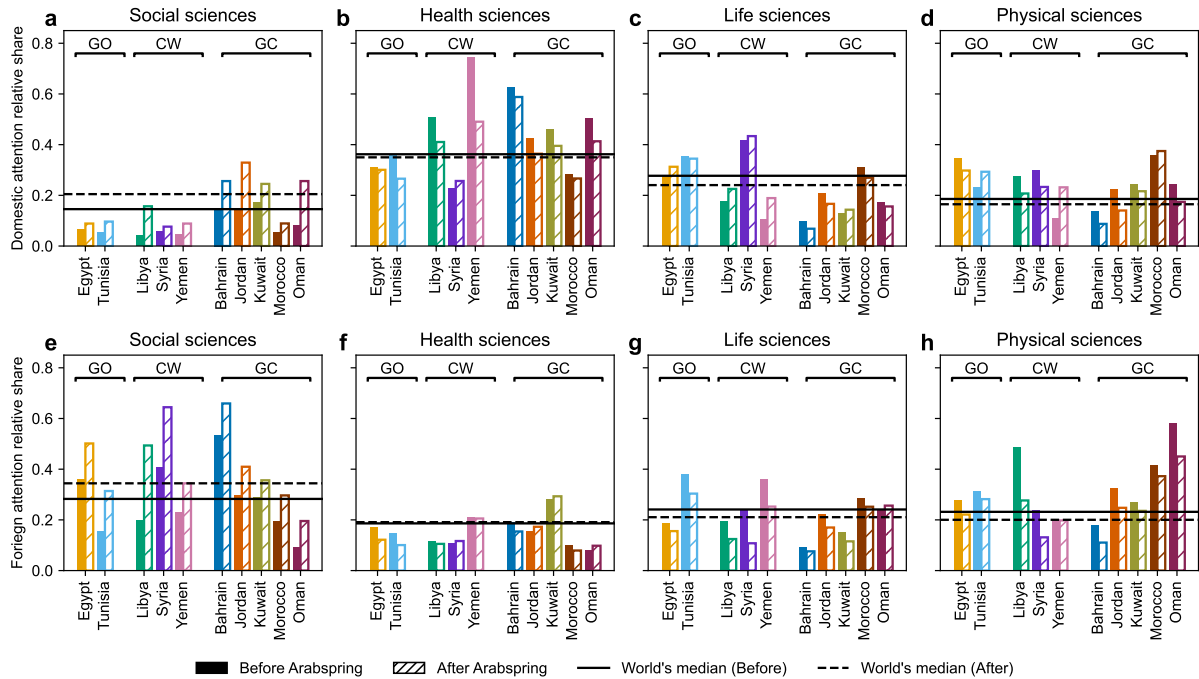 a Social sciences
b Health sciences
c Life sciences
d Physical sciences
Domestic attention relative share
0.8
0.6
0.4
0.2
0.0
GO CW GC
GO CW GC
GO CW GC
GO CW GC
Egypt Tunisia Libya Syria Yemen Bahrain Jordan Kuwait Morocco Oman
Egypt Tunisia Libya Syria Yemen Bahrain Jordan Kuwait Morocco Oman
Egypt Tunisia Libya Syria Yemen Bahrain Jordan Kuwait Morocco Oman
Egypt Tunisia Libya Syria Yemen Bahrain Jordan Kuwait Morocco Oman
e Social sciences
f Health sciences
g Life sciences
h Physical sciences
Foriegn attention relative share
0.8
0.6
0.4
0.2
0.0
GO CW GC
GO CW GC
GO CW GC
GO CW GC
Egypt Tunisia Libya Syria Yemen Bahrain Jordan Kuwait Morocco Oman
Egypt Tunisia Libya Syria Yemen Bahrain Jordan Kuwait Morocco Oman
Egypt Tunisia Libya Syria Yemen Bahrain Jordan Kuwait Morocco Oman
Egypt Tunisia Libya Syria Yemen Bahrain Jordan Kuwait Morocco Oman
Before Arabspring After Arabspring World's median (Before) World's median (After)